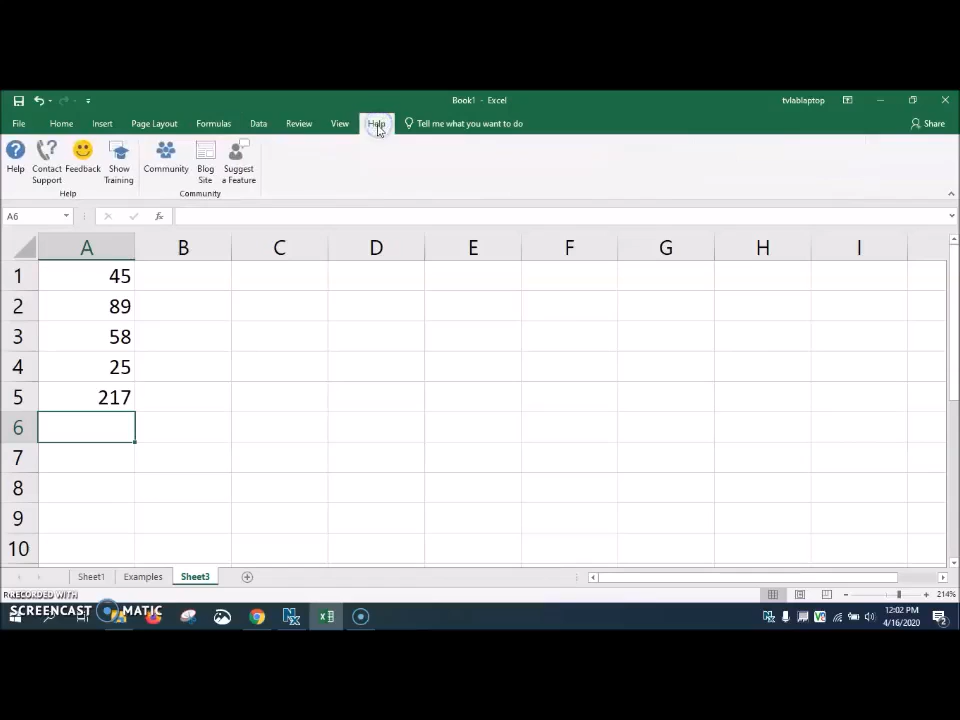 Book1 - Excel
tvlablaptop
File Home Insert Page Layout Formulas Data Review View Help Tell me what you want to do Share
Help Contact Support Feedback Show Training Community Blog Site Suggest a Feature
Help Community
A6 fx
A B C D E F G H I
1 45
2 89
3 58
4 25
5 217
6
7
8
9
10
Sheet1 Examples Sheet3
RECORDED WITH
214%
SCREENCAST MATIC
12:02 PM
4/16/2020
2